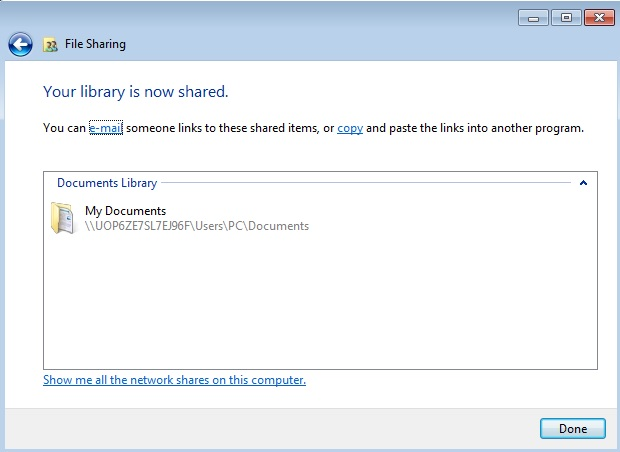 File Sharing
Your library is now shared.
You can e-mail someone links to these shared items, or copy and paste the links into another program.
Documents Library
My Documents
\\UOP6ZE7SL7EJ96F\Users\PC\Documents
Show me all the network shares on this computer.
Done